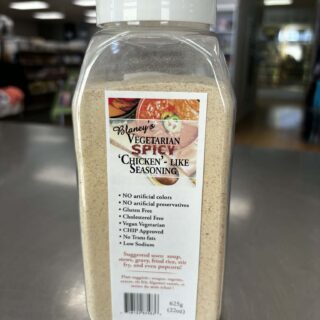 Blaney's
VEGETARIAN
SPICY
'CHICKEN'- LIKE
SEASONING
• NO artificial colors
• NO artificial preservatives
• Gluten Free
• Cholesterol Free
• Vegan Vegetarian
• CHIP Approved
• No Trans fats
• Low Sodium
Suggested uses: soup,
stews, gravy, fried rice, stir
fry, and even popcorn!
625g
(22oz)